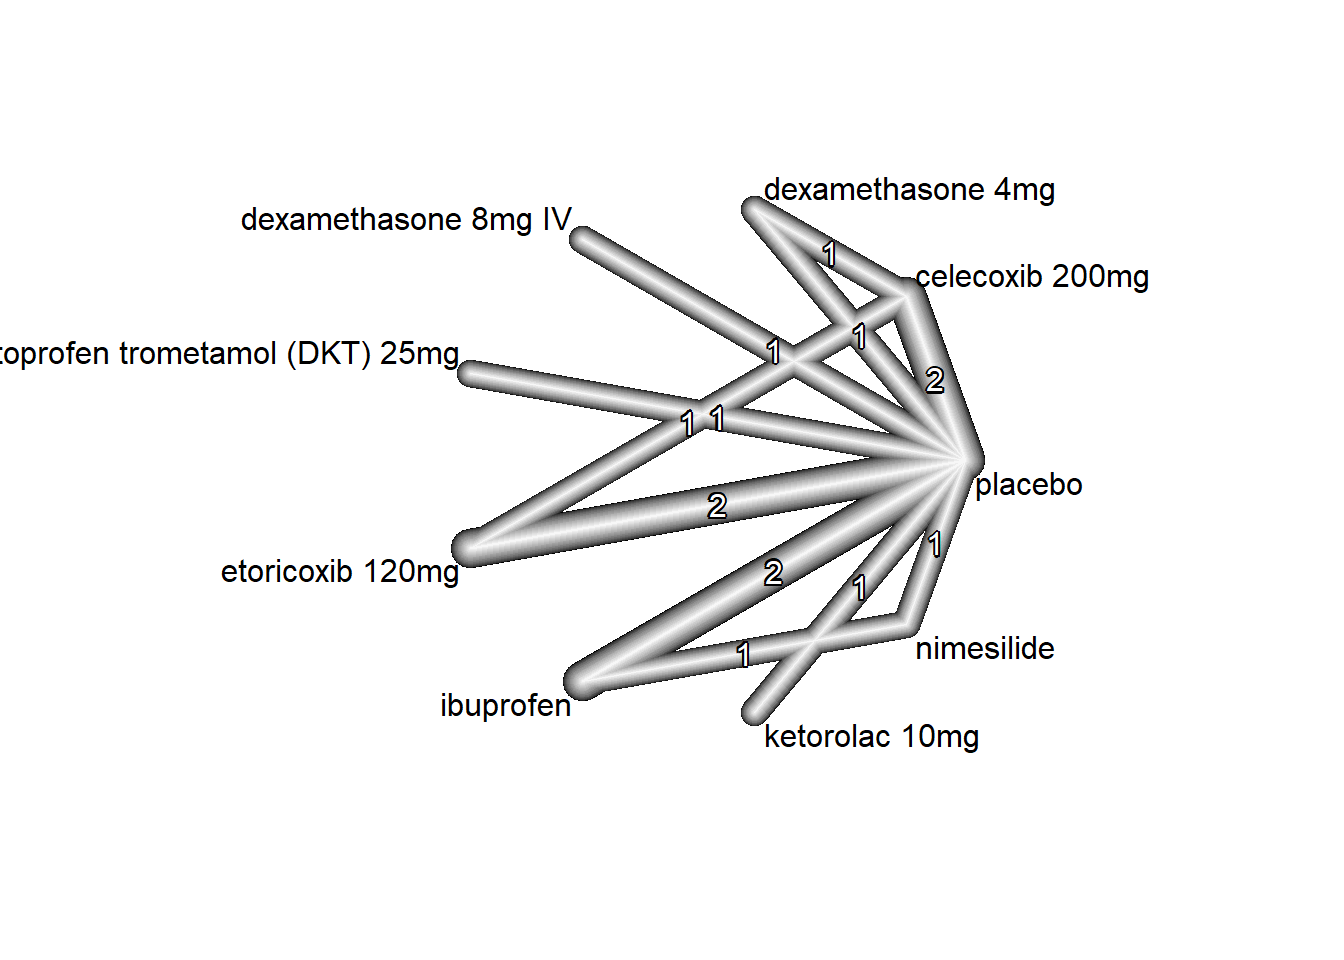 dexamethasone 4mg
dexamethasone 8mg IV
1
celecoxib 200mg
1
1
toprofen trometamol (DKT) 25mg
2
1 1
placebo
2
1
etoricoxib 120mg
2
1
1
nimesilide
1
ibuprofen
ketorolac 10mg